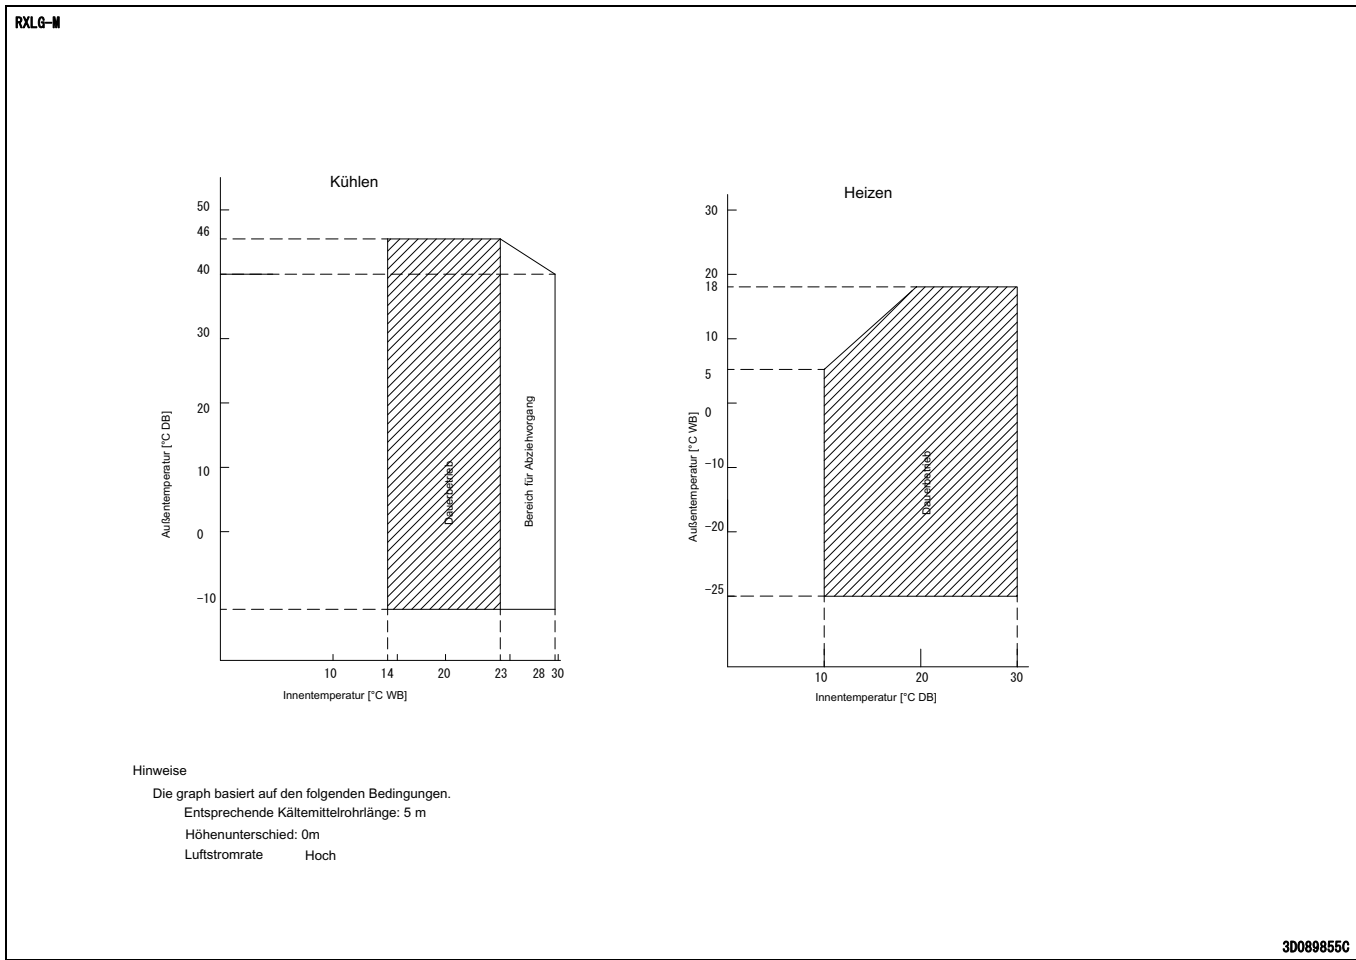 RXLG-M
Kühlen
50
46
40
30
20
10
0
-10
Außentemperatur [°C DB]
Dauerbetrieb
Bereich für Abziehvorgang
10 14 20 23 28 30
Innentemperatur [°C WB]
Heizen
30
20
18
10
5
0
-10
-20
-25
Außentemperatur [°C WB]
Dauerbetrieb
10 20 30
Innentemperatur [°C DB]
Hinweise
Die graph basiert auf den folgenden Bedingungen.
Entsprechende Kältemittelrohrlänge: 5 m
Höhenunterschied: 0m
Luftstromrate Hoch
3D089855C